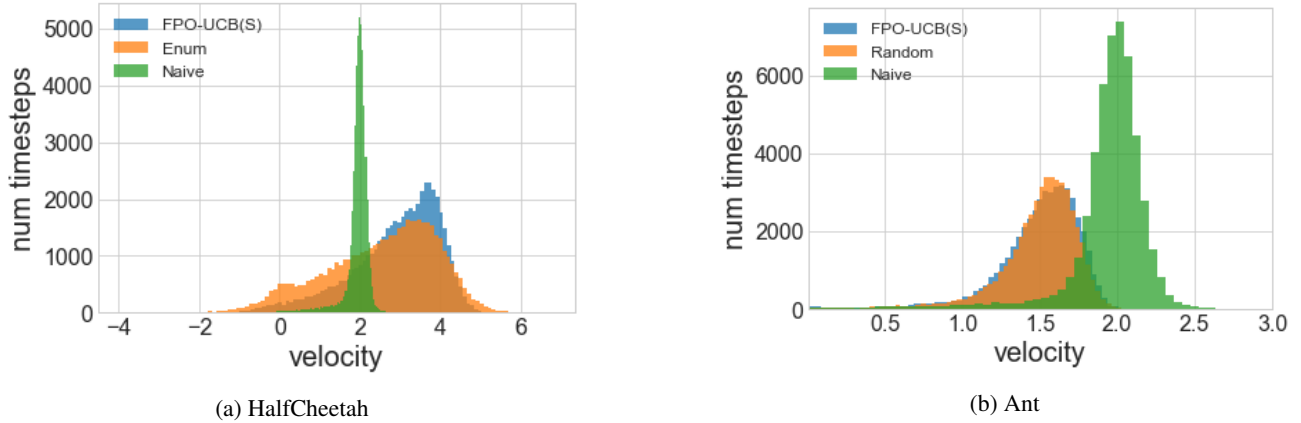 FPO-UCB(S)
Enum
Naive
5000
4000
3000
2000
1000
0
num timesteps
−4 −2 0 2 4 6
velocity
(a) HalfCheetah
FPO-UCB(S)
Random
Naive
6000
4000
2000
0
num timesteps
0.5 1.0 1.5 2.0 2.5 3.0
velocity
(b) Ant